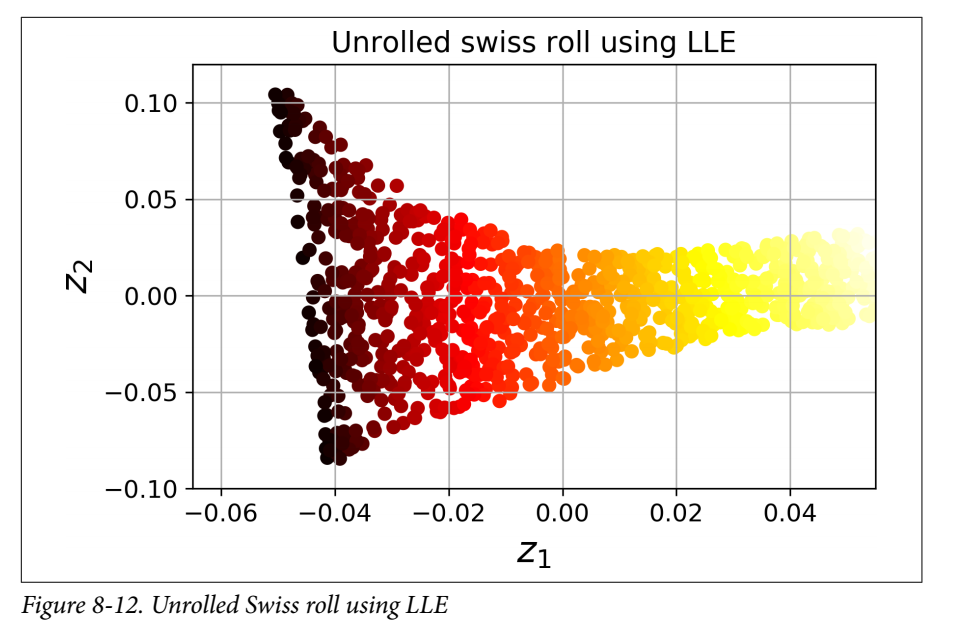 Unrolled swiss roll using LLE
0.10
0.05
0.00
−0.05
−0.10
z2
−0.06 −0.04 −0.02 0.00 0.02 0.04
z1
Figure 8-12. Unrolled Swiss roll using LLE